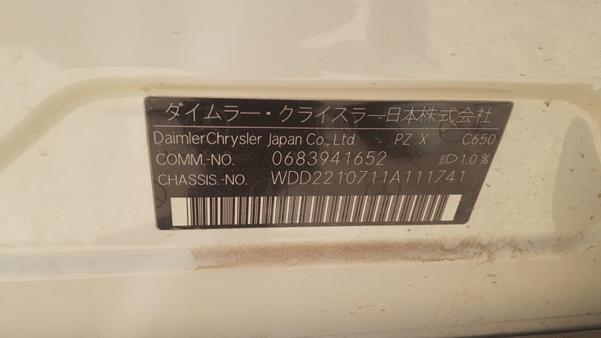 ダイムラー・クライスラー日本株式会社
DaimlerChrysler Japan Co., Ltd. PZ X C650
COMM.-NO. 0683941652 1.0%
CHASSIS.-NO. WDD2210711A111741